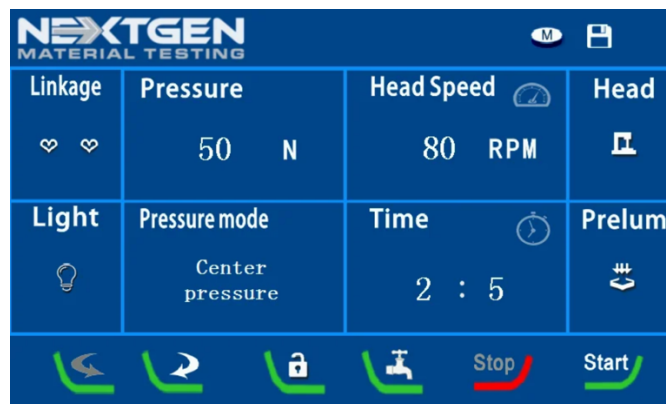 NEXTGEN
MATERIAL TESTING
M
Linkage
Pressure
Head Speed
Head
50 N
80 RPM
Light
Pressure mode
Time
Prelum
Center
pressure
2 : 5
Stop
Start